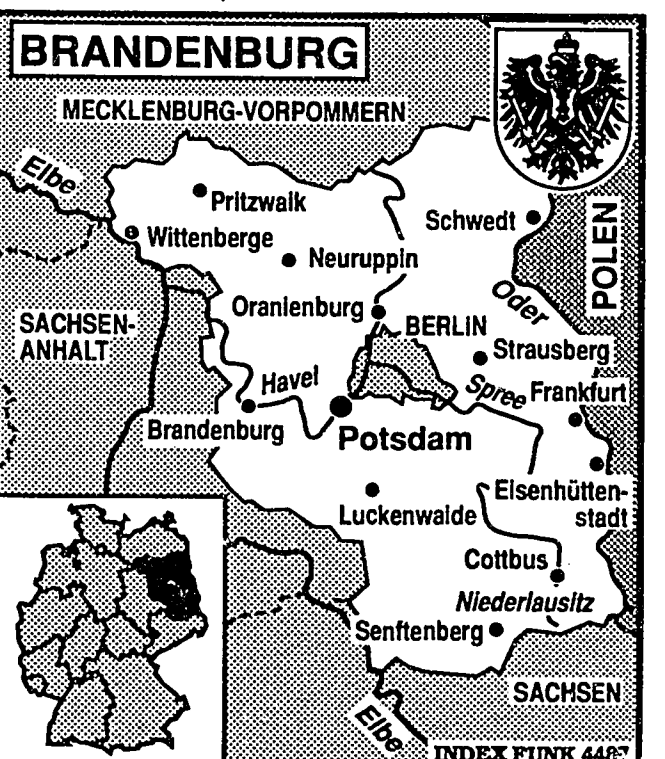 BRANDENBURG
MECKLENBURG-VORPOMMERN
Elbe
Pritzwalk
Wittenberge
Schwedt
POLEN
Neuruppin
Oder
Oranienburg
BERLIN
SACHSEN-
ANHALT
Strausberg
Havel
Spree
Frankfurt
Brandenburg
Potsdam
Eisenhütten-
stadt
Luckenwalde
Cottbus
Niederlausitz
Senftenberg
SACHSEN
Elbe
INDEX FUNK 4487